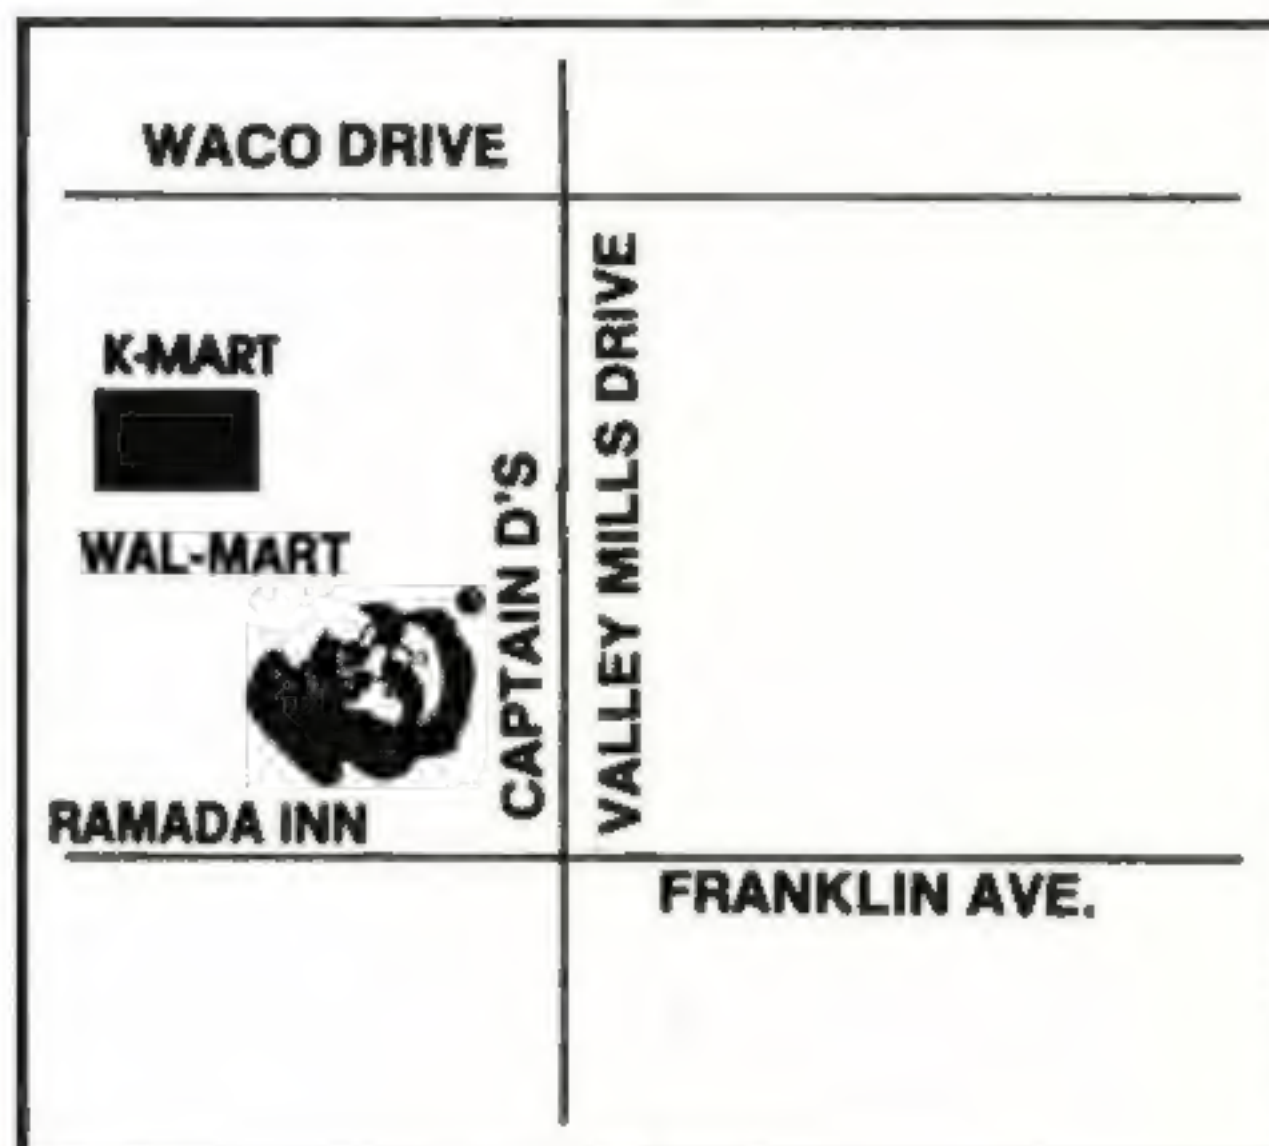 WACO DRIVE
K-MART
WAL-MART
CAPTAIN D'S
VALLEY MILLS DRIVE
RAMADA INN
FRANKLIN AVE.